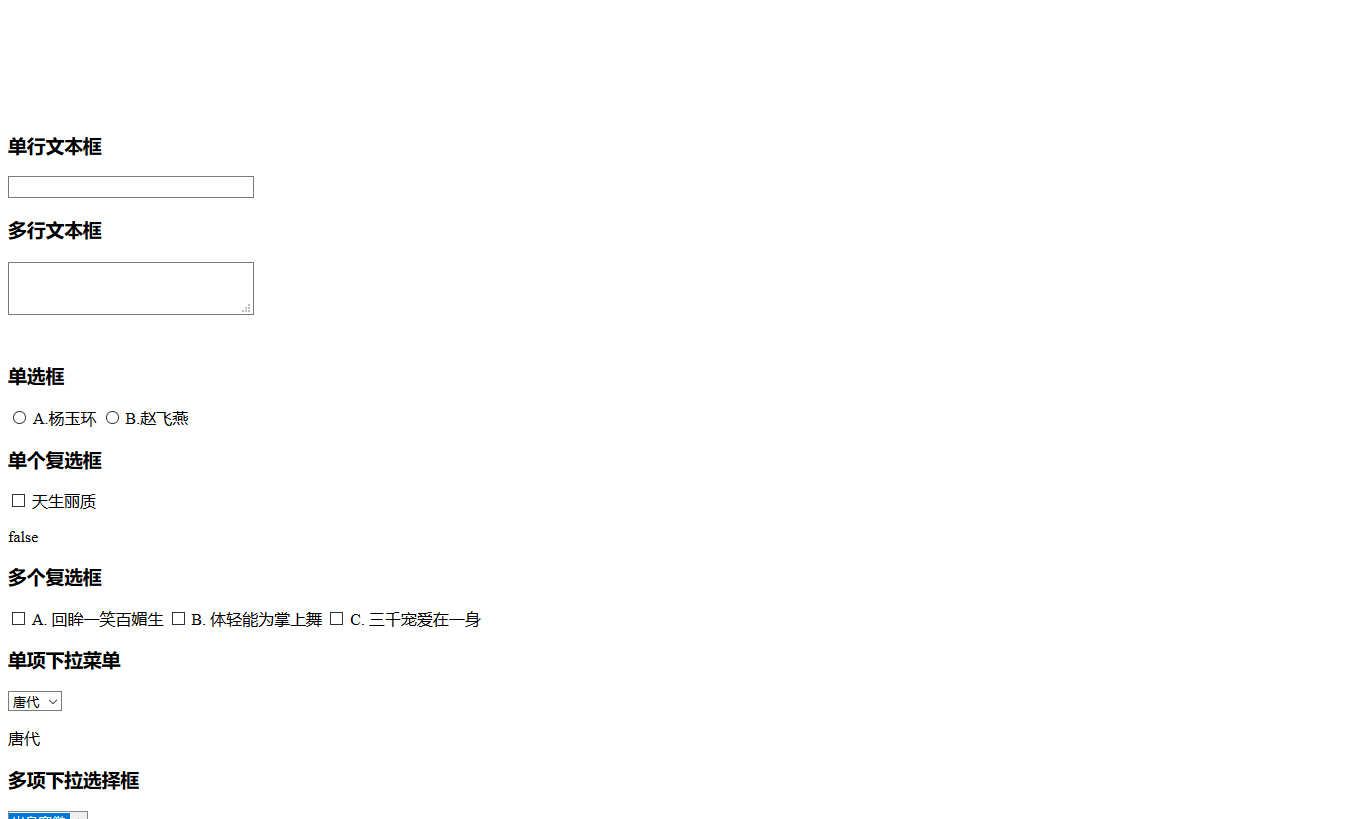 单行文本框
多行文本框
单选框
A.杨玉环 B.赵飞燕
单个复选框
天生丽质
false
多个复选框
A. 回眸一笑百媚生 B. 体轻能为掌上舞 C. 三千宠爱在一身
单项下拉菜单
唐代
唐代
多项下拉选择框